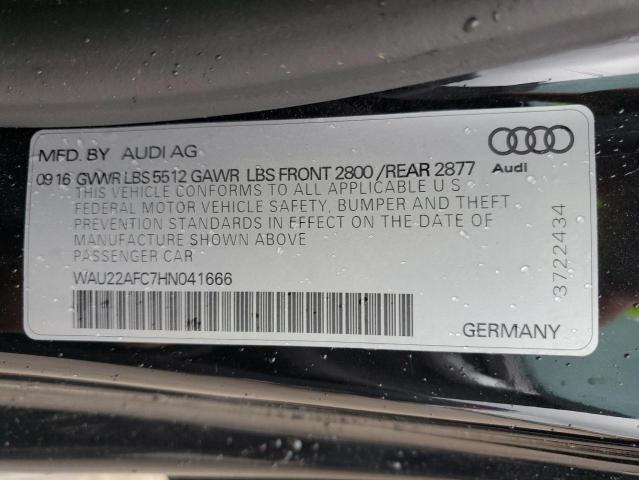 MFD. BY AUDI AG
09 16 GVWR LBS 5512 GAWR LBS FRONT 2800 /REAR 2877
THIS VEHICLE CONFORMS TO ALL APPLICABLE U S
FEDERAL MOTOR VEHICLE SAFETY, BUMPER AND THEFT
PREVENTION STANDARDS IN EFFECT ON THE DATE OF
MANUFACTURE SHOWN ABOVE
PASSENGER CAR
WAU22AFC7HN041666
Audi
3722434
GERMANY